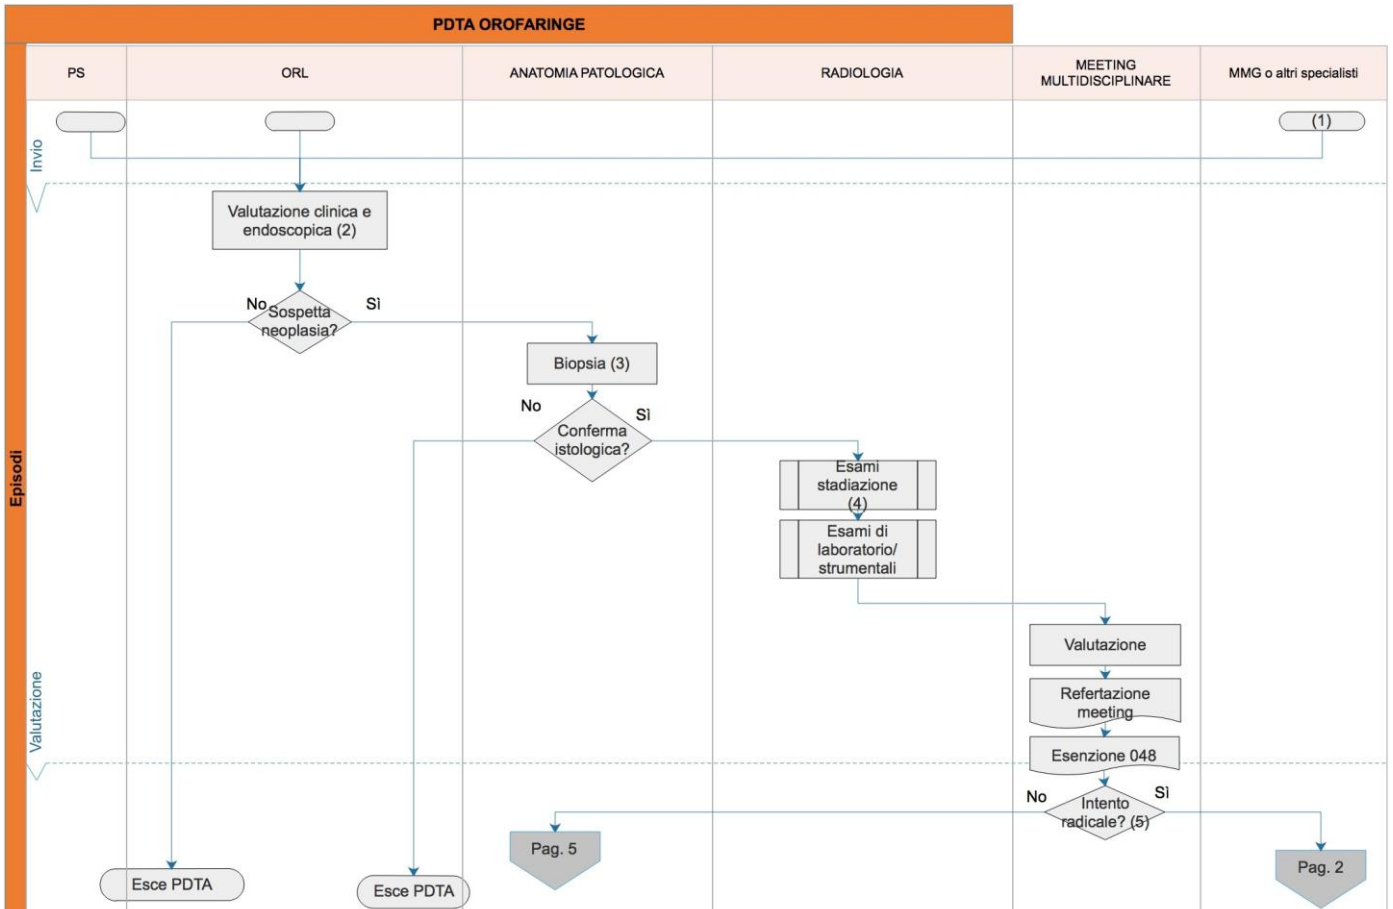 PDTA OROFARINGE
PS
ORL
ANATOMIA PATOLOGICA
RADIOLOGIA
MEETING
MULTIDISCIPLINARE
MMG o altri specialisti
Episodi
Invio
(1)
Valutazione clinica e
endoscopica (2)
No
Sì
Sospetta
neoplasia?
Biopsia (3)
No
Sì
Conferma
istologica?
Esami
stadiazione
(4)
Esami di
laboratorio/
strumentali
Valutazione
Valutazione
Refertazione
meeting
Esenzione 048
No
Sì
Intento
radicale? (5)
Pag. 5
Pag. 2
Esce PDTA
Esce PDTA